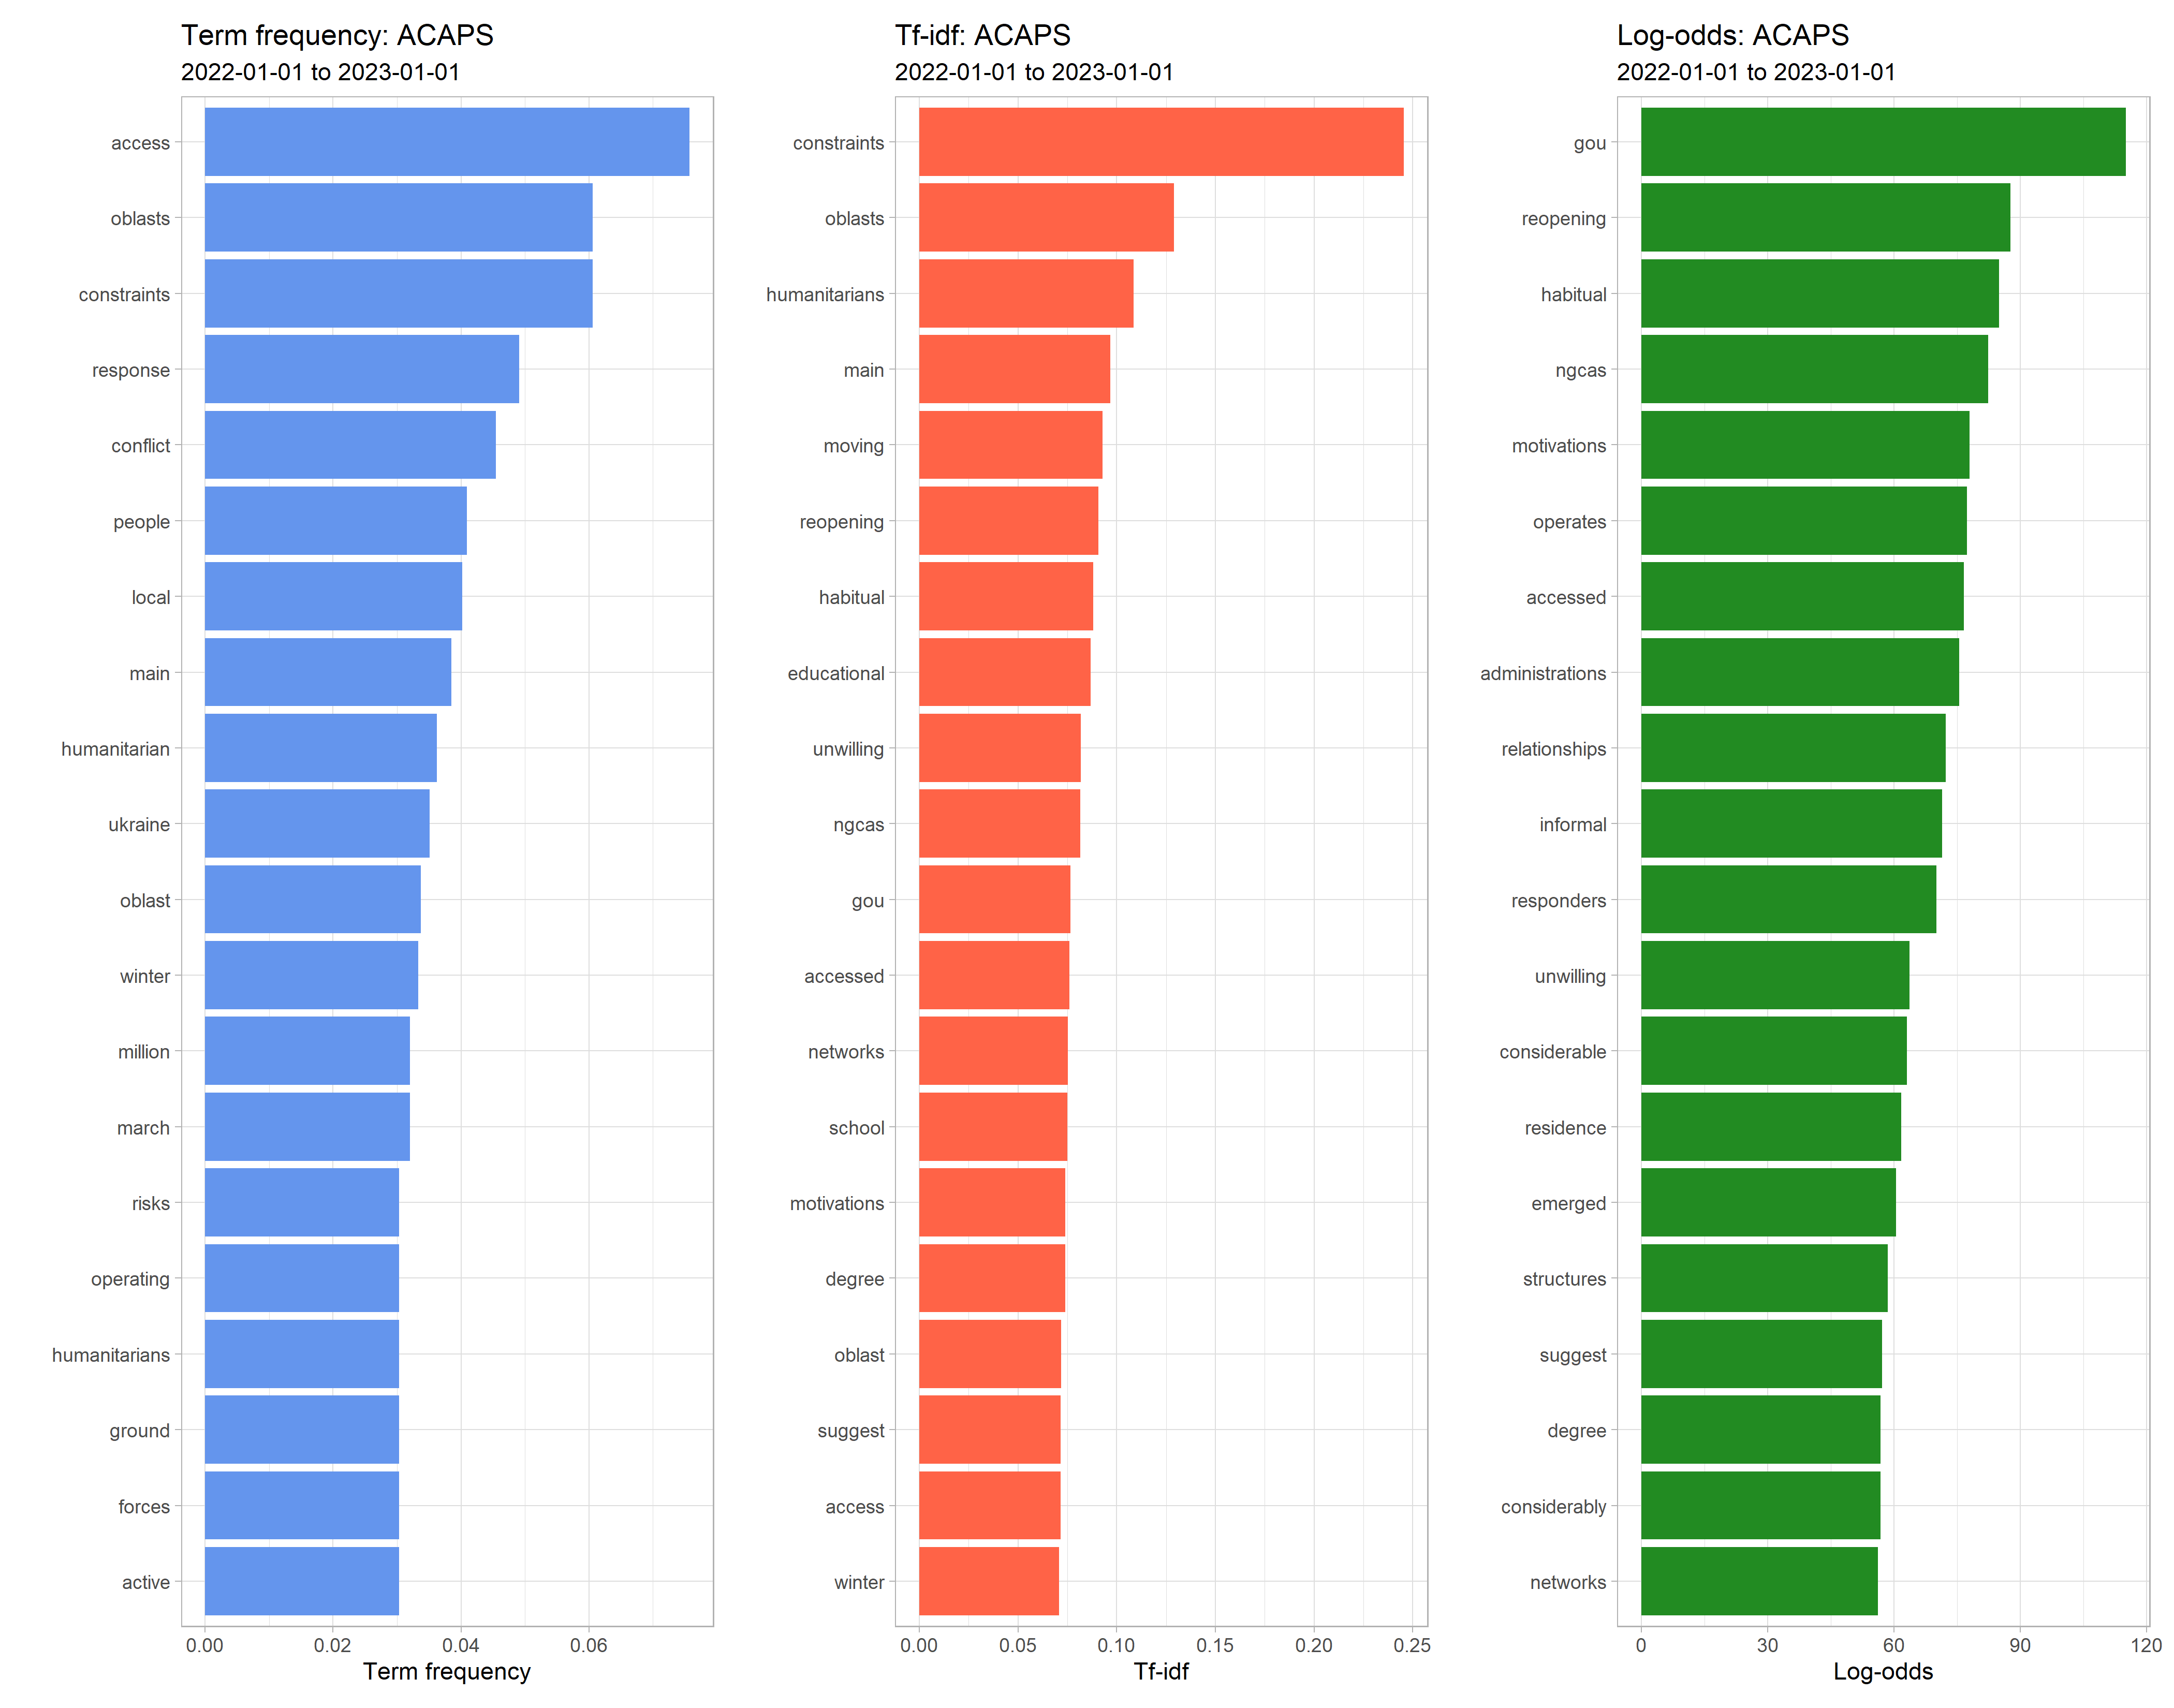 Term frequency: ACAPS
2022-01-01 to 2023-01-01
access
oblasts
constraints
response
conflict
people
local
main
humanitarian
ukraine
oblast
winter
million
march
risks
operating
humanitarians
ground
forces
active
0.00 0.02 0.04 0.06
Term frequency
Tf-idf: ACAPS
2022-01-01 to 2023-01-01
constraints
oblasts
humanitarians
main
moving
reopening
habitual
educational
unwilling
ngcas
gou
accessed
networks
school
motivations
degree
oblast
suggest
access
winter
0.00 0.05 0.10 0.15 0.20 0.25
Tf-idf
Log-odds: ACAPS
2022-01-01 to 2023-01-01
gou
reopening
habitual
ngcas
motivations
operates
accessed
administrations
relationships
informal
responders
unwilling
considerable
residence
emerged
structures
suggest
degree
considerably
networks
0 30 60 90 120
Log-odds